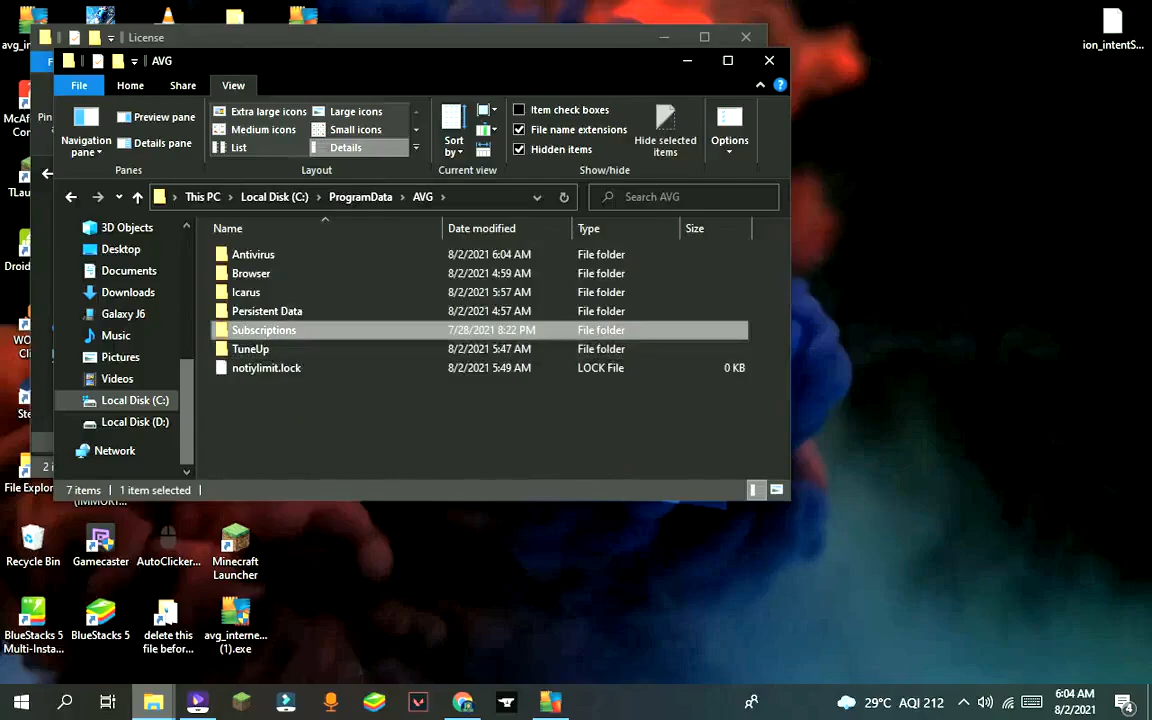 License
AVG
File
Home
Share
View
Navigation pane
Preview pane
Details pane
Panes
Extra large icons
Large icons
Medium icons
Small icons
List
Details
Layout
Sort by
Current view
Item check boxes
File name extensions
Hidden items
Hide selected items
Show/hide
Options
This PC
Local Disk (C:)
ProgramData
AVG
Search AVG
3D Objects
Desktop
Documents
Downloads
Galaxy J6
Music
Pictures
Videos
Local Disk (C:)
Local Disk (D:)
Network
Name Date modified Type Size
Antivirus 8/2/2021 6:04 AM File folder
Browser 8/2/2021 4:59 AM File folder
Icarus 8/2/2021 5:57 AM File folder
Persistent Data 8/2/2021 4:57 AM File folder
Subscriptions 7/28/2021 8:22 PM File folder
TuneUp 8/2/2021 5:47 AM File folder
notiylimit.lock 8/2/2021 5:49 AM LOCK File 0 KB
7 items 1 item selected
ion_intentS...
File Explor
Recycle Bin
Gamecaster
AutoClicker...
Minecraft Launcher
BlueStacks 5 Multi-Insta...
BlueStacks 5
delete this file befor...
avg_interne... (1).exe
29°C AQI 212
6:04 AM
8/2/2021
4